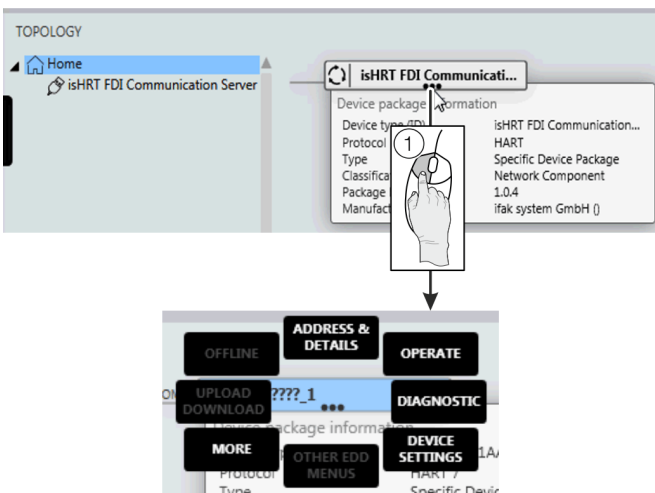 TOPOLOGY
Home
isHRT FDI Communication Server
isHRT FDI Communicati...
Device package information
Device type (ID) isHRT FDI Communication...
Protocol HART
Type Specific Device Package
Classifica Network Component
Package 1.0.4
Manufact ifak system GmbH ()
1
ADDRESS &
DETAILS
OFFLINE
OPERATE
UPLOAD
DOWNLOAD
????_1
DIAGNOSTIC
Device package information
MORE
OTHER EDD
MENUS
DEVICE
SETTINGS
1A
Protocol HART 7
Type Specific Devic